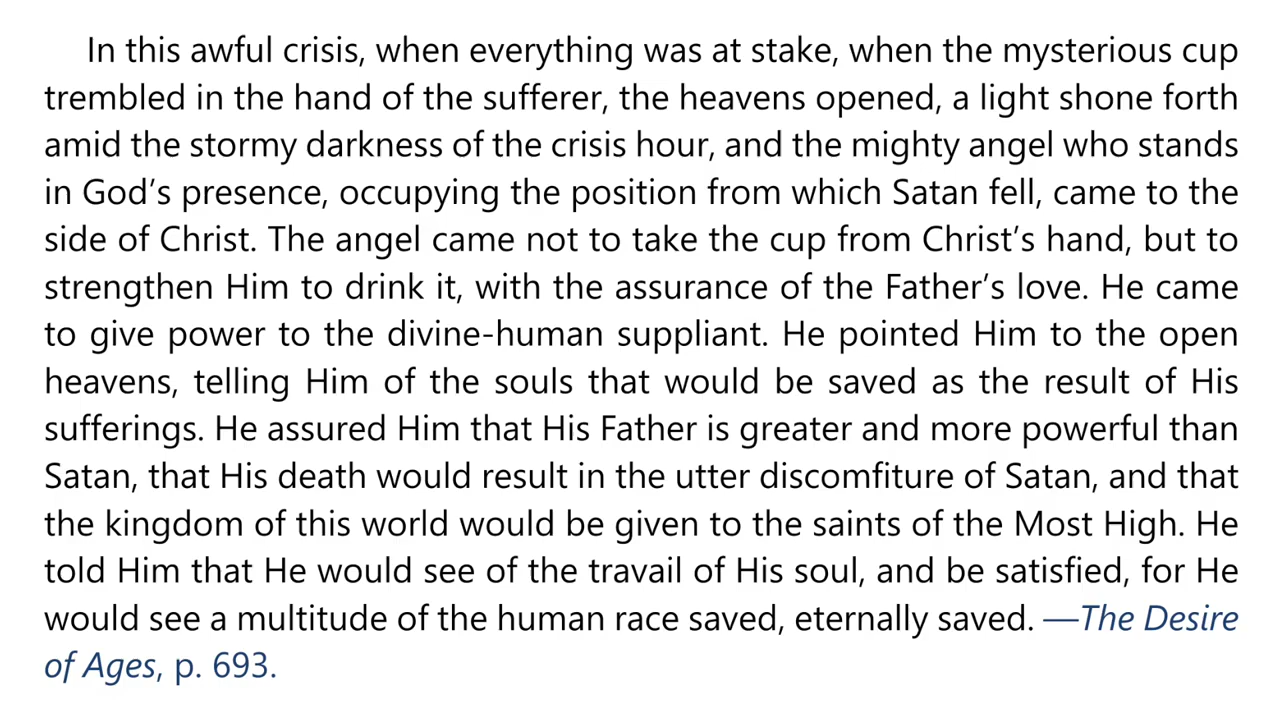 In this awful crisis, when everything was at stake, when the mysterious cup
trembled in the hand of the sufferer, the heavens opened, a light shone forth
amid the stormy darkness of the crisis hour, and the mighty angel who stands
in God’s presence, occupying the position from which Satan fell, came to the
side of Christ. The angel came not to take the cup from Christ’s hand, but to
strengthen Him to drink it, with the assurance of the Father’s love. He came
to give power to the divine-human suppliant. He pointed Him to the open
heavens, telling Him of the souls that would be saved as the result of His
sufferings. He assured Him that His Father is greater and more powerful than
Satan, that His death would result in the utter discomfiture of Satan, and that
the kingdom of this world would be given to the saints of the Most High. He
told Him that He would see of the travail of His soul, and be satisfied, for He
would see a multitude of the human race saved, eternally saved. —The Desire
of Ages, p. 693.